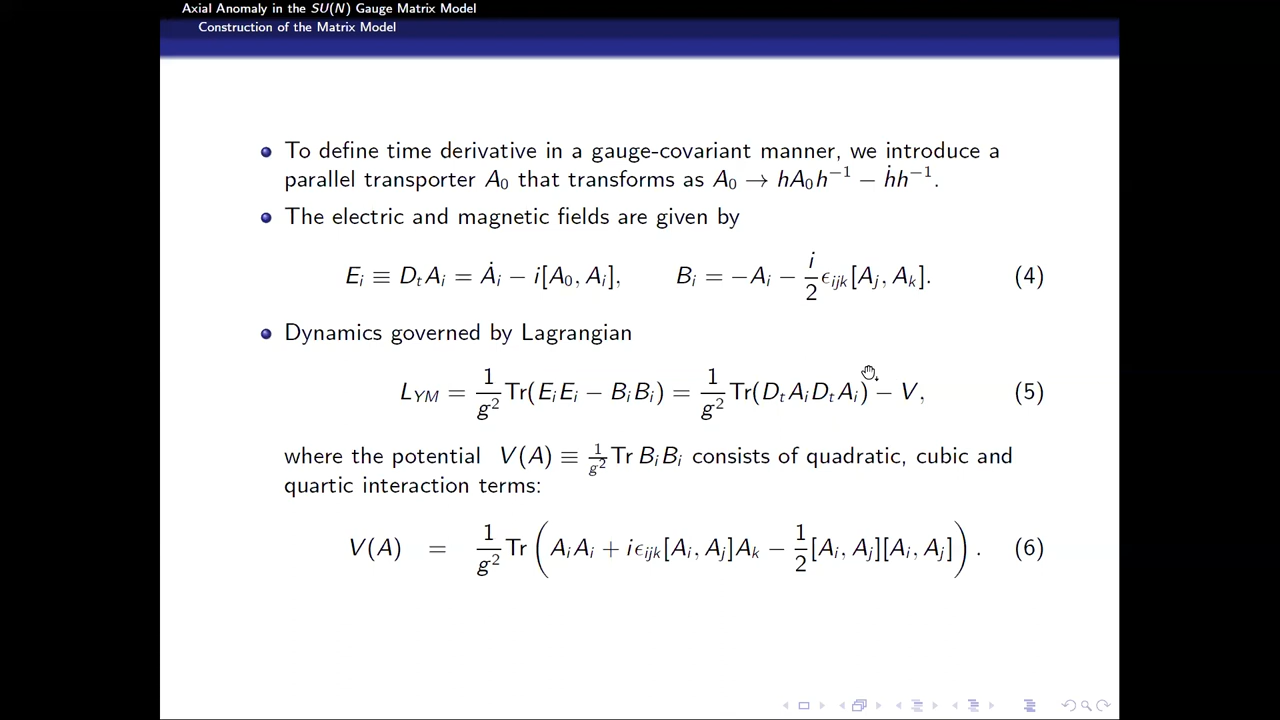 Axial Anomaly in the SU(N) Gauge Matrix Model
Construction of the Matrix Model
To define time derivative in a gauge-covariant manner, we introduce a
parallel transporter A₀ that transforms as A₀ → hA₀h⁻¹ − ḣh⁻¹.
The electric and magnetic fields are given by
Eᵢ ≡ DₜAᵢ = Ȧᵢ − i[A₀, Aᵢ], Bᵢ = −Aᵢ − i/2 ϵᵢⱼₖ[Aⱼ, Aₖ]. (4)
Dynamics governed by Lagrangian
L_YM = 1/g² Tr(EᵢEᵢ − BᵢBᵢ) = 1/g² Tr(DₜAᵢDₜAᵢ) − V, (5)
where the potential V(A) ≡ 1/g² Tr BᵢBᵢ consists of quadratic, cubic and
quartic interaction terms:
V(A) = 1/g² Tr (AᵢAᵢ + iϵᵢⱼₖ[Aᵢ, Aⱼ]Aₖ − 1/2 [Aᵢ, Aⱼ][Aᵢ, Aⱼ]) . (6)